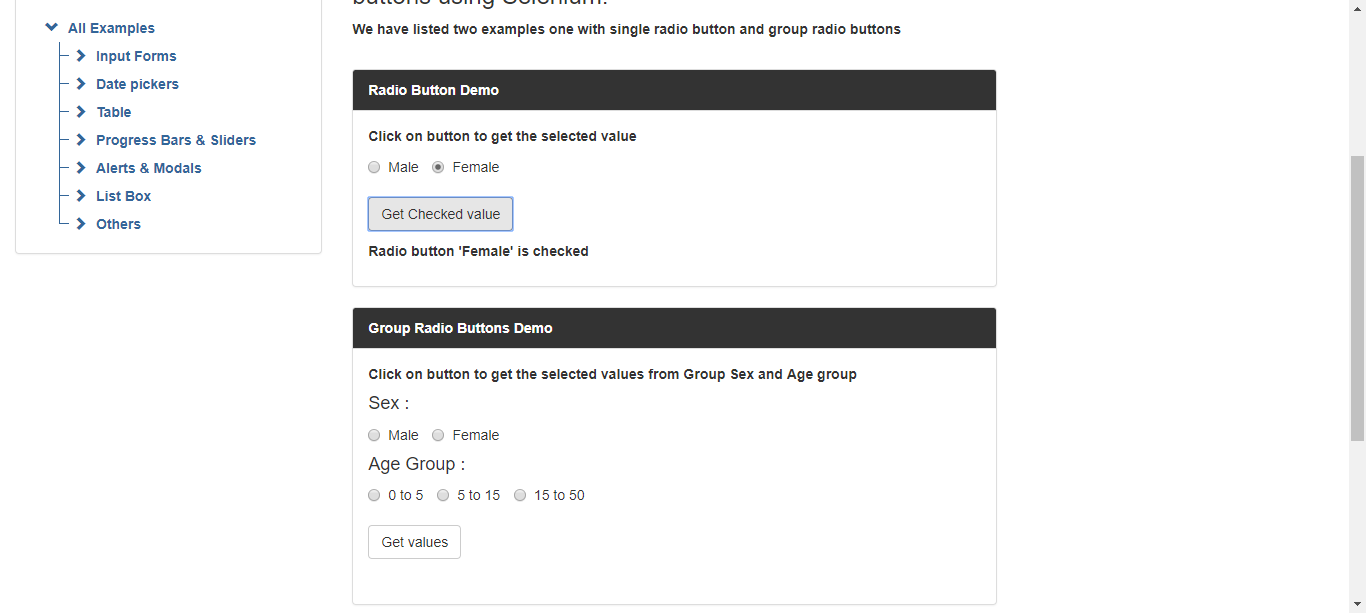 All Examples
Input Forms
Date pickers
Table
Progress Bars & Sliders
Alerts & Modals
List Box
Others
buttons using Selenium.
We have listed two examples one with single radio button and group radio buttons
Radio Button Demo
Click on button to get the selected value
Male Female
Get Checked value
Radio button 'Female' is checked
Group Radio Buttons Demo
Click on button to get the selected values from Group Sex and Age group
Sex :
Male Female
Age Group :
0 to 5 5 to 15 15 to 50
Get values